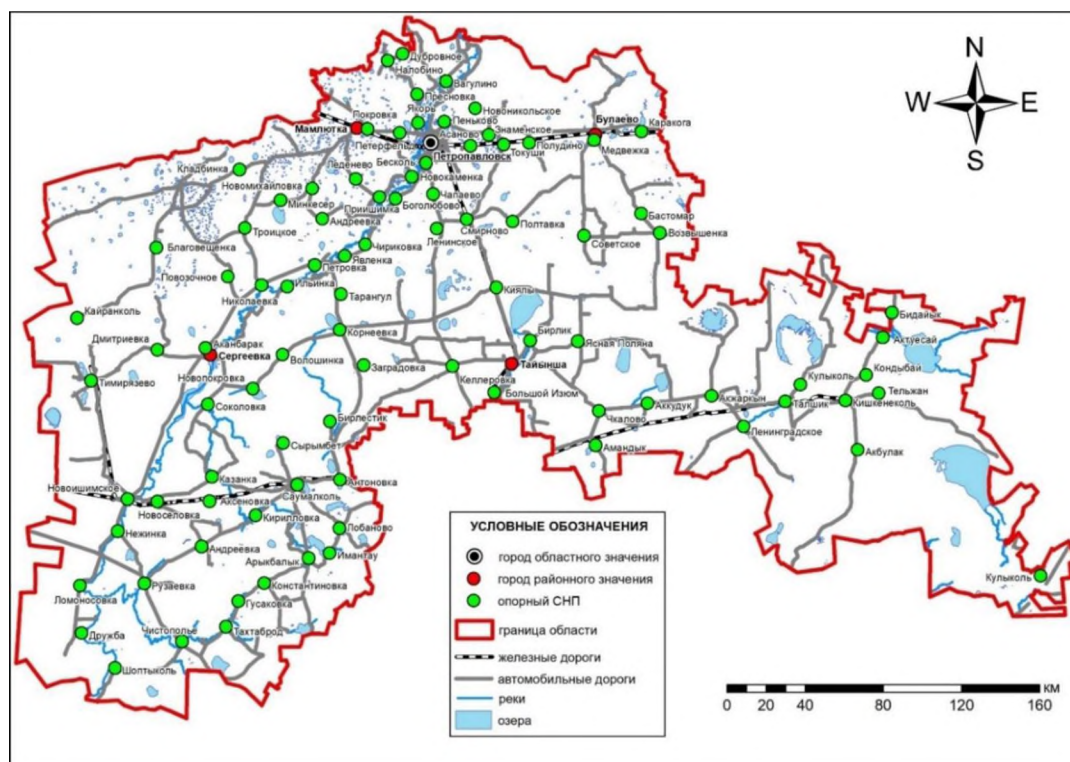 N
W
E
S
Дубровное
Налобино
Вагулино
Пресновка
Новоникольское
Якорь
Покровка
Пеньково
Мамлютка
Булаево
Каракога
Асаново
Знаменское
Петерфельд
Полудино
Медвежка
Токуши
Петропавловск
Бесколь
Леденево
Кладбинка
Новокаменка
Новомихайловка
Чапаево
Минкесер
Приишимка
Боголюбово
Андреевка
Смирново
Полтавка
Бастомар
Троицкое
Ленинское
Советское
Возвышенка
Благовещенка
Чириковка
Явленка
Петровка
Повозочное
Николаевка
Ильинка
Киялы
Тарангул
Кайранколь
Бидайык
Корнеевка
Бирлик
Актуесай
Дмитриевка
Аканбарак
Ясная Поляна
Сергеевка
Волошинка
Тайынша
Заградовка
Кондыбай
Тимирязево
Новопокровка
Келлеровка
Кулыколь
Тельжан
Большой Изюм
Аккудук
Акжаркын
Талшик
Кишкенеколь
Соколовка
Чкалово
Бирлестик
Ленинградское
Сырымбет
Амандык
Акбулак
Казанка
Антоновка
Новоишимское
Саумалколь
Новоселовка
Аксеновка
Кирилловка
Лобаново
Нежинка
Андреевка
Имантау
Арыкбалык
Рузаевка
Константиновка
Кулыколь
Ломоносовка
Гусаковка
Дружба
Чистополье
Тахтаброд
Шоптыколь
УСЛОВНЫЕ ОБОЗНАЧЕНИЯ
город областного значения
город районного значения
опорный СНП
граница области
железные дороги
автомобильные дороги
реки
озера
КМ
0 20 40 80 120 160